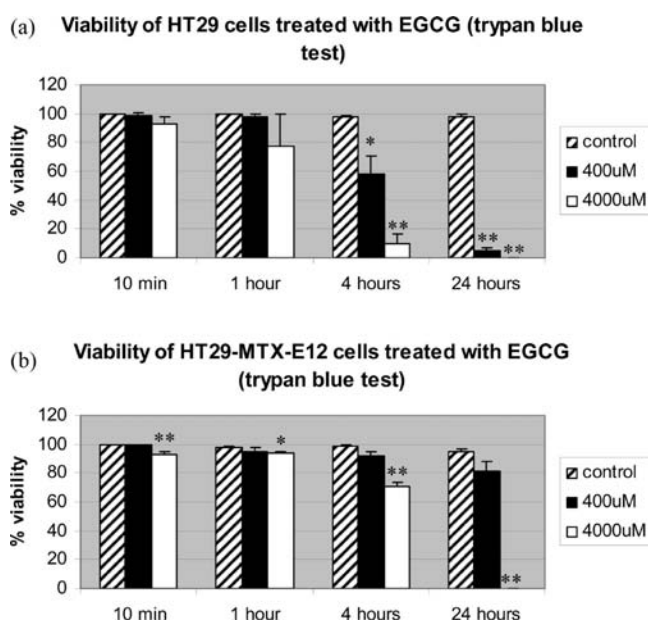 (a) Viability of HT29 cells treated with EGCG (trypan blue
test)
120
100
80
60
40
20
0
% viability
* ** ** **
10 min 1 hour 4 hours 24 hours
control
400uM
4000uM
(b) Viability of HT29-MTX-E12 cells treated with EGCG
(trypan blue test)
120
100
80
60
40
20
0
% viability
** * ** **
10 min 1 hour 4 hours 24 hours
control
400uM
4000uM